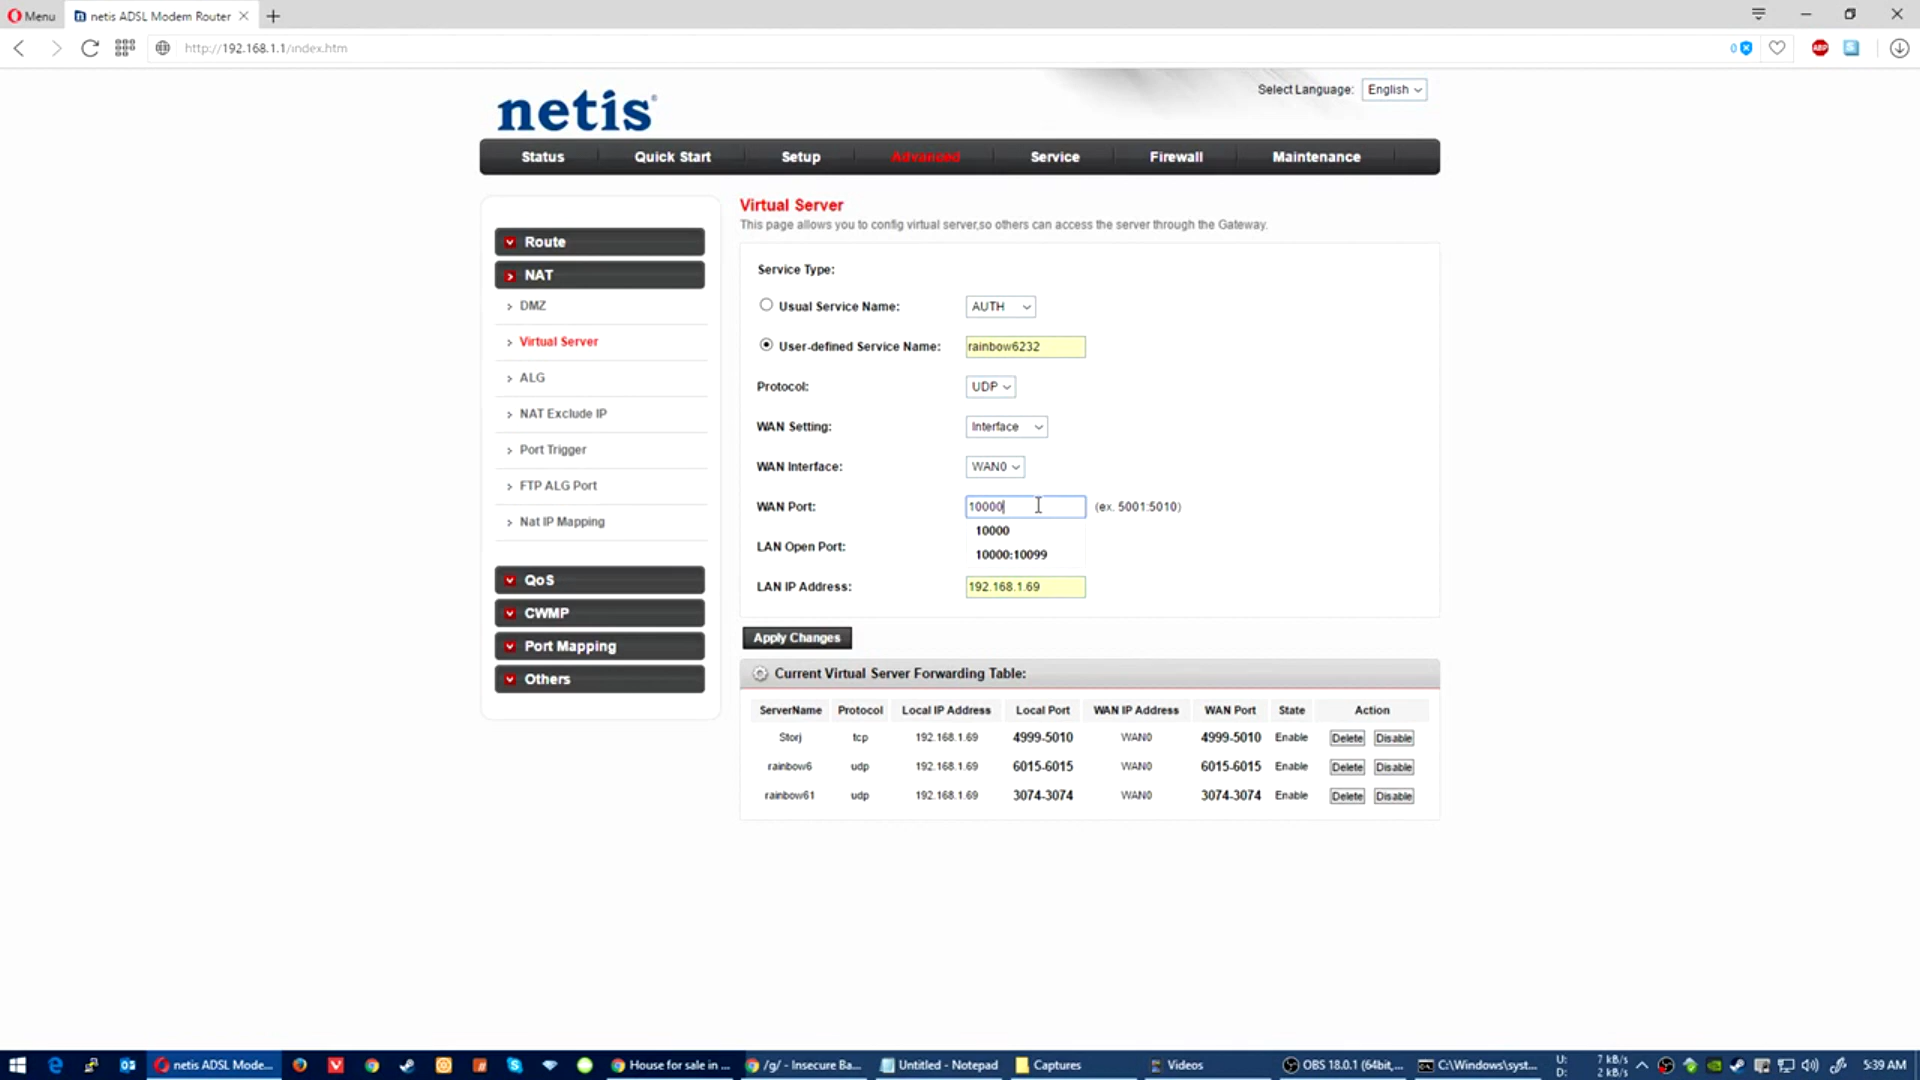 Menu
netis ADSL Modem Router
http://192.168.1.1/index.htm
0
ABP
netis
Select Language: English
Status Quick Start Setup Advanced Service Firewall Maintenance
Route
NAT
DMZ
Virtual Server
ALG
NAT Exclude IP
Port Trigger
FTP ALG Port
Nat IP Mapping
QoS
CWMP
Port Mapping
Others
Virtual Server
This page allows you to config virtual server,so others can access the server through the Gateway.
Service Type:
Usual Service Name: AUTH
User-defined Service Name: rainbow6232
Protocol: UDP
WAN Setting: Interface
WAN Interface: WAN0
WAN Port: 10000 (ex. 5001:5010)
10000
LAN Open Port:
10000:10099
LAN IP Address: 192.168.1.69
Apply Changes
Current Virtual Server Forwarding Table:
ServerName Protocol Local IP Address Local Port WAN IP Address WAN Port State Action
Storj tcp 192.168.1.69 4999-5010 WAN0 4999-5010 Enable Delete Disable
rainbow6 udp 192.168.1.69 6015-6015 WAN0 6015-6015 Enable Delete Disable
rainbow61 udp 192.168.1.69 3074-3074 WAN0 3074-3074 Enable Delete Disable
netis ADSL Mode... House for sale in ... /g/ - Insecure Ba... Untitled - Notepad Captures Videos OBS 18.0.1 (64bit,... C:\Windows\syst... U: 7 kB/s 5:39 AM
D: 2 kB/s